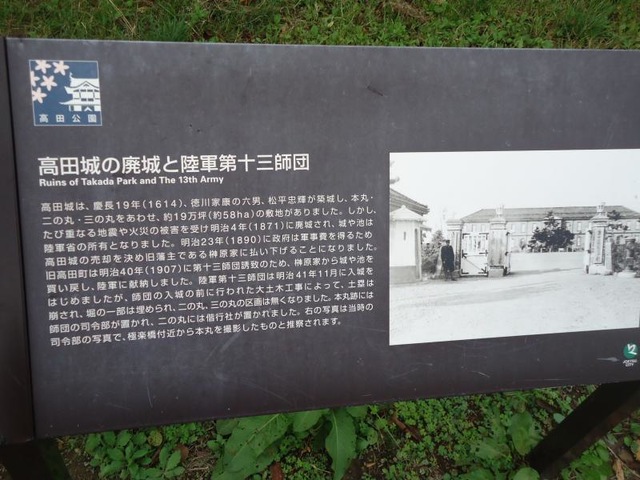 高田公園
高田城の廃城と陸軍第十三師団
Ruins of Takada Park and The 13th Army
高田城は、慶長19年(1614)、徳川家康の六男、松平忠輝が築城し、本丸・
二の丸・三の丸をあわせ、約19万坪(約58ha)の敷地がありました。しかし、
たび重なる地震や火災の被害を受け明治4年(1871)に廃城され、城や池は
陸軍省の所有となりました。明治23年(1890)に政府は軍事費を得るため
高田城の売却を決め旧藩主である榊原家に払い下げることになりました。
旧高田町は明治40年(1907)に第十三師団誘致のため、榊原家から城や池を
買い戻し、陸軍に献納しました。陸軍第十三師団は明治41年11月に入城を
はじめましたが、師団の入城の前に行われた大土木工事によって、土塁は
崩され、堀の一部は埋められ、二の丸、三の丸の区画は無くなりました。本丸跡には
師団の司令部が置かれ、二の丸には偕行社が置かれました。右の写真は当時の
司令部の写真で、極楽橋付近から本丸を撮影したものと推察されます。
JOETSU
CITY